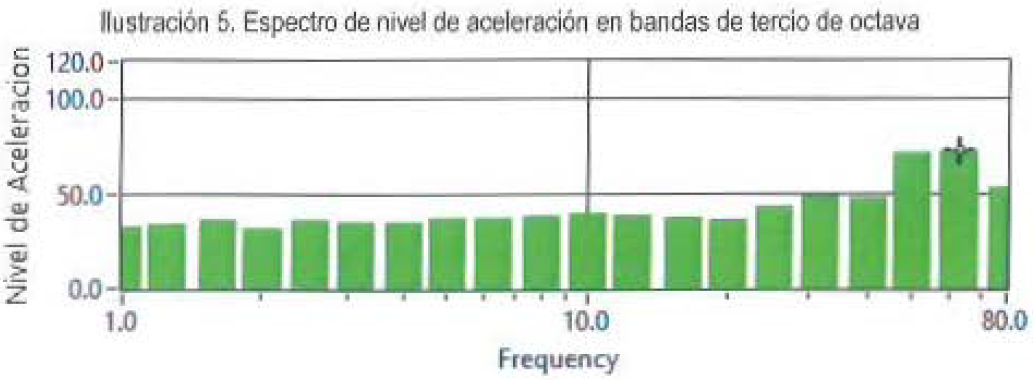 Ilustración 5. Espectro de nivel de aceleración en bandas de tercio de octava
Nivel de Aceleracion
120.0
100.0
50.0
0.0
1.0
10.0
80.0
Frequency